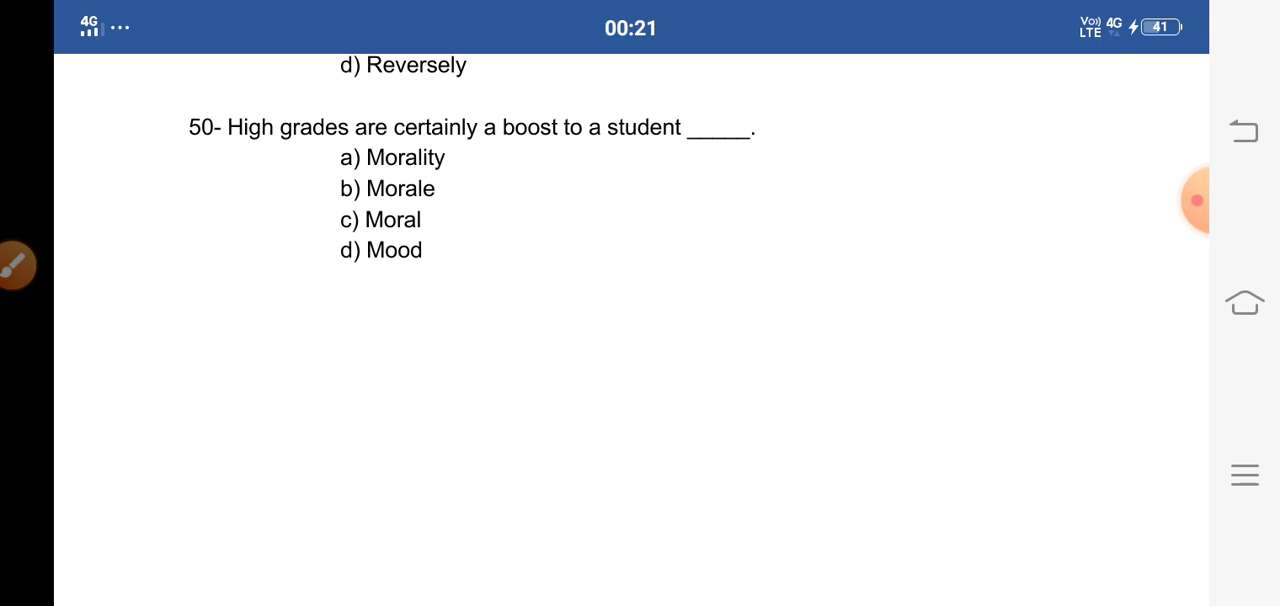 4G ... 00:21 Vo)) LTE 4G 41
d) Reversely
50- High grades are certainly a boost to a student _____.
a) Morality
b) Morale
c) Moral
d) Mood